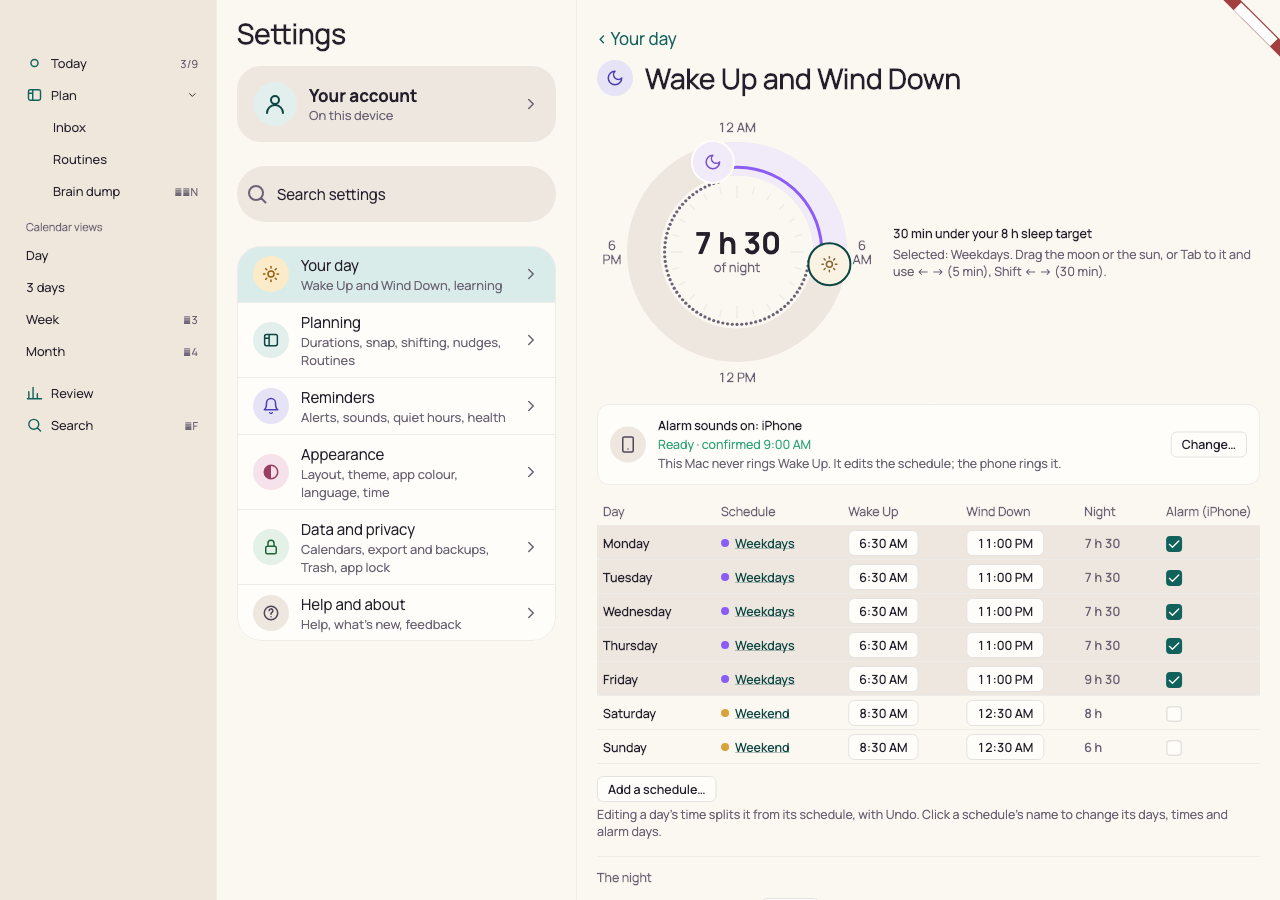 Today 3/9
Plan
Inbox
Routines
Brain dump N
Calendar views
Day
3 days
Week 3
Month 4
Review
Search F
Settings
Your account
On this device
Search settings
Your day
Wake Up and Wind Down, learning
Planning
Durations, snap, shifting, nudges,
Routines
Reminders
Alerts, sounds, quiet hours, health
Appearance
Layout, theme, app colour,
language, time
Data and privacy
Calendars, export and backups,
Trash, app lock
Help and about
Help, what's new, feedback
‹ Your day
Wake Up and Wind Down
12 AM
6 PM
7 h 30
of night
6 AM
12 PM
30 min under your 8 h sleep target
Selected: Weekdays. Drag the moon or the sun, or Tab to it and
use ← → (5 min), Shift ← → (30 min).
Alarm sounds on: iPhone
Ready · confirmed 9:00 AM
This Mac never rings Wake Up. It edits the schedule; the phone rings it.
Change…
Day Schedule Wake Up Wind Down Night Alarm (iPhone)
Monday Weekdays 6:30 AM 11:00 PM 7 h 30
Tuesday Weekdays 6:30 AM 11:00 PM 7 h 30
Wednesday Weekdays 6:30 AM 11:00 PM 7 h 30
Thursday Weekdays 6:30 AM 11:00 PM 7 h 30
Friday Weekdays 6:30 AM 11:00 PM 9 h 30
Saturday Weekend 8:30 AM 12:30 AM 8 h
Sunday Weekend 8:30 AM 12:30 AM 6 h
Add a schedule…
Editing a day's time splits it from its schedule, with Undo. Click a schedule's name to change its days, times and
alarm days.
The night